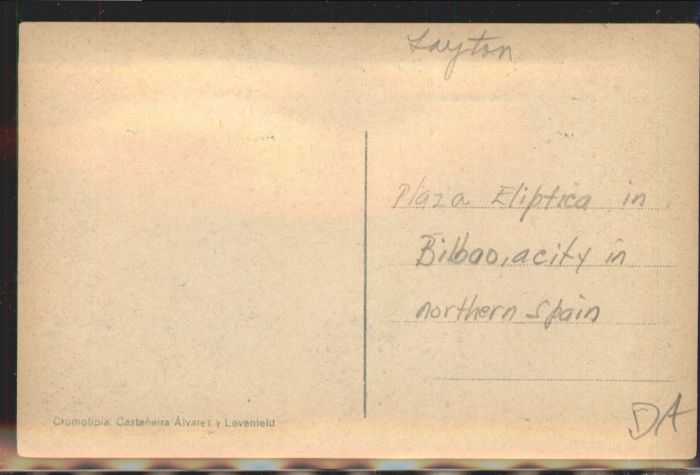 Layton
Plaza Eliptica in
Bilbao, a city in
northern Spain
DA
Cromotipia. Castañeira Álvarez y Levenfeld